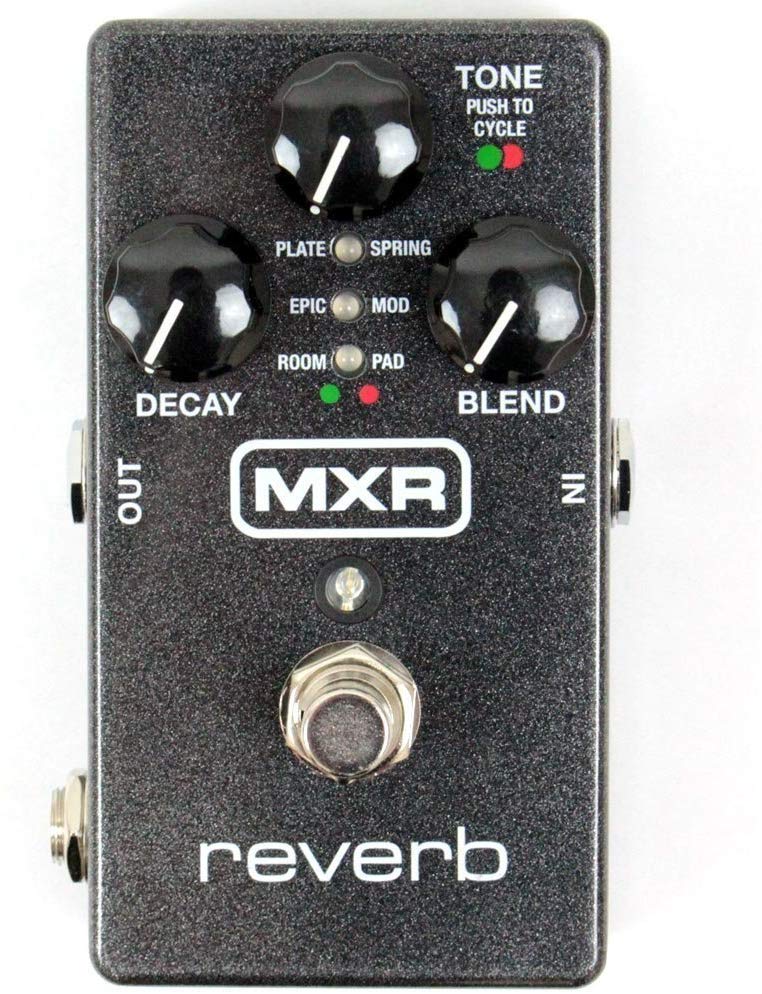 TONE
PUSH TO
CYCLE
PLATE SPRING
EPIC MOD
ROOM PAD
DECAY
BLEND
OUT
IN
MXR
reverb